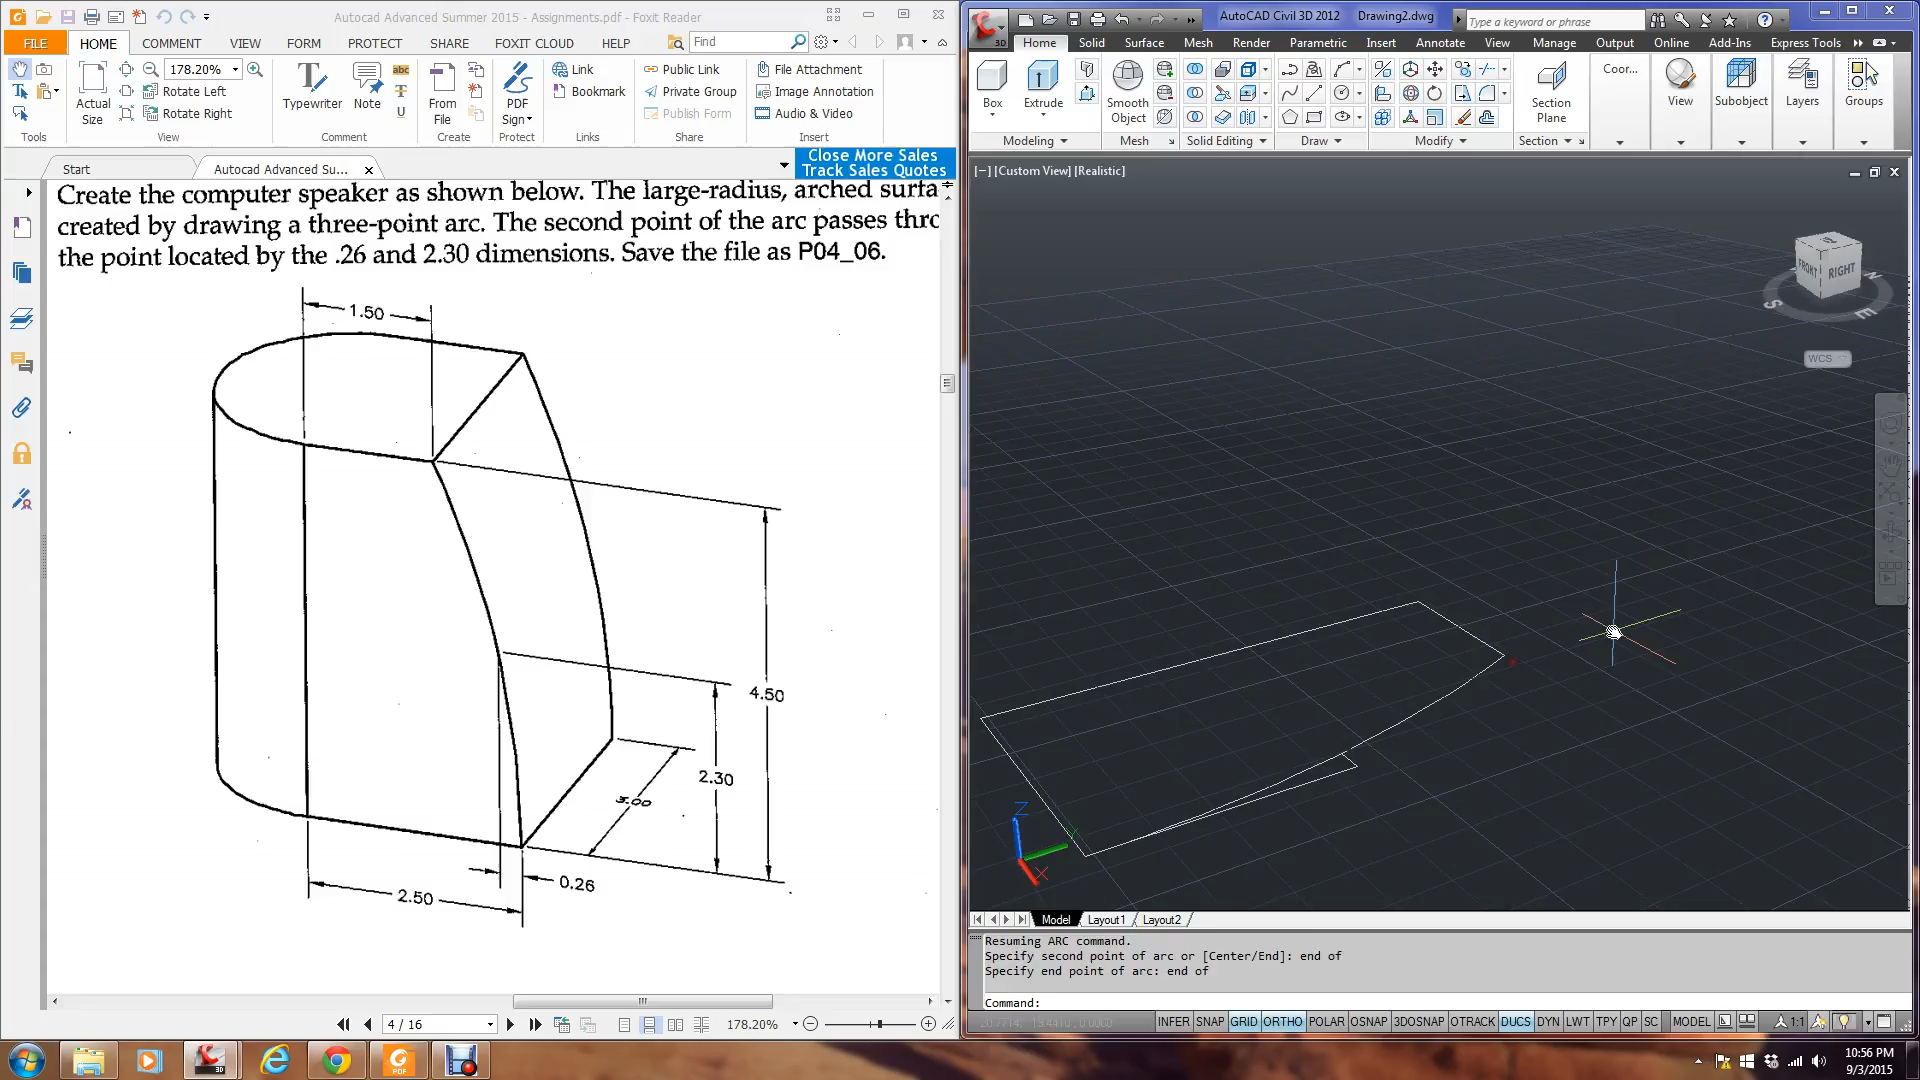 Autocad Advanced Summer 2015 - Assignments.pdf - Foxit Reader
FILE HOME COMMENT VIEW FORM PROTECT SHARE FOXIT CLOUD HELP Find
178.20%
Actual Size
Rotate Left
Rotate Right
Typewriter
Note
From File
PDF Sign
Link
Bookmark
Public Link
Private Group
Publish Form
File Attachment
Image Annotation
Audio & Video
Tools View Comment Create Protect Links Share Insert
Start
Autocad Advanced Su...
Close More Sales
Track Sales Quotes
Create the computer speaker as shown below. The large-radius, arched surfa
created by drawing a three-point arc. The second point of the arc passes thro
the point located by the .26 and 2.30 dimensions. Save the file as P04_06.
1.50
4.50
2.30
3.00
0.26
2.50
4 / 16
178.20%
AutoCAD Civil 3D 2012 Drawing2.dwg
Type a keyword or phrase
Home Solid Surface Mesh Render Parametric Insert Annotate View Manage Output Online Add-Ins Express Tools
Box
Extrude
Smooth Object
Section Plane
Coor...
View
Subobject
Layers
Groups
Modeling Mesh Solid Editing Draw Modify Section
[−] [Custom View] [Realistic]
FRONT RIGHT
S E N
WCS
Z
Y
X
Model Layout1 Layout2
Resuming ARC command.
Specify second point of arc or [Center/End]: end of
Specify end point of arc: end of
Command:
INFER SNAP GRID ORTHO POLAR OSNAP 3DOSNAP OTRACK DUCS DYN LWT TPY QP SC MODEL 1:1
10:56 PM
9/3/2015